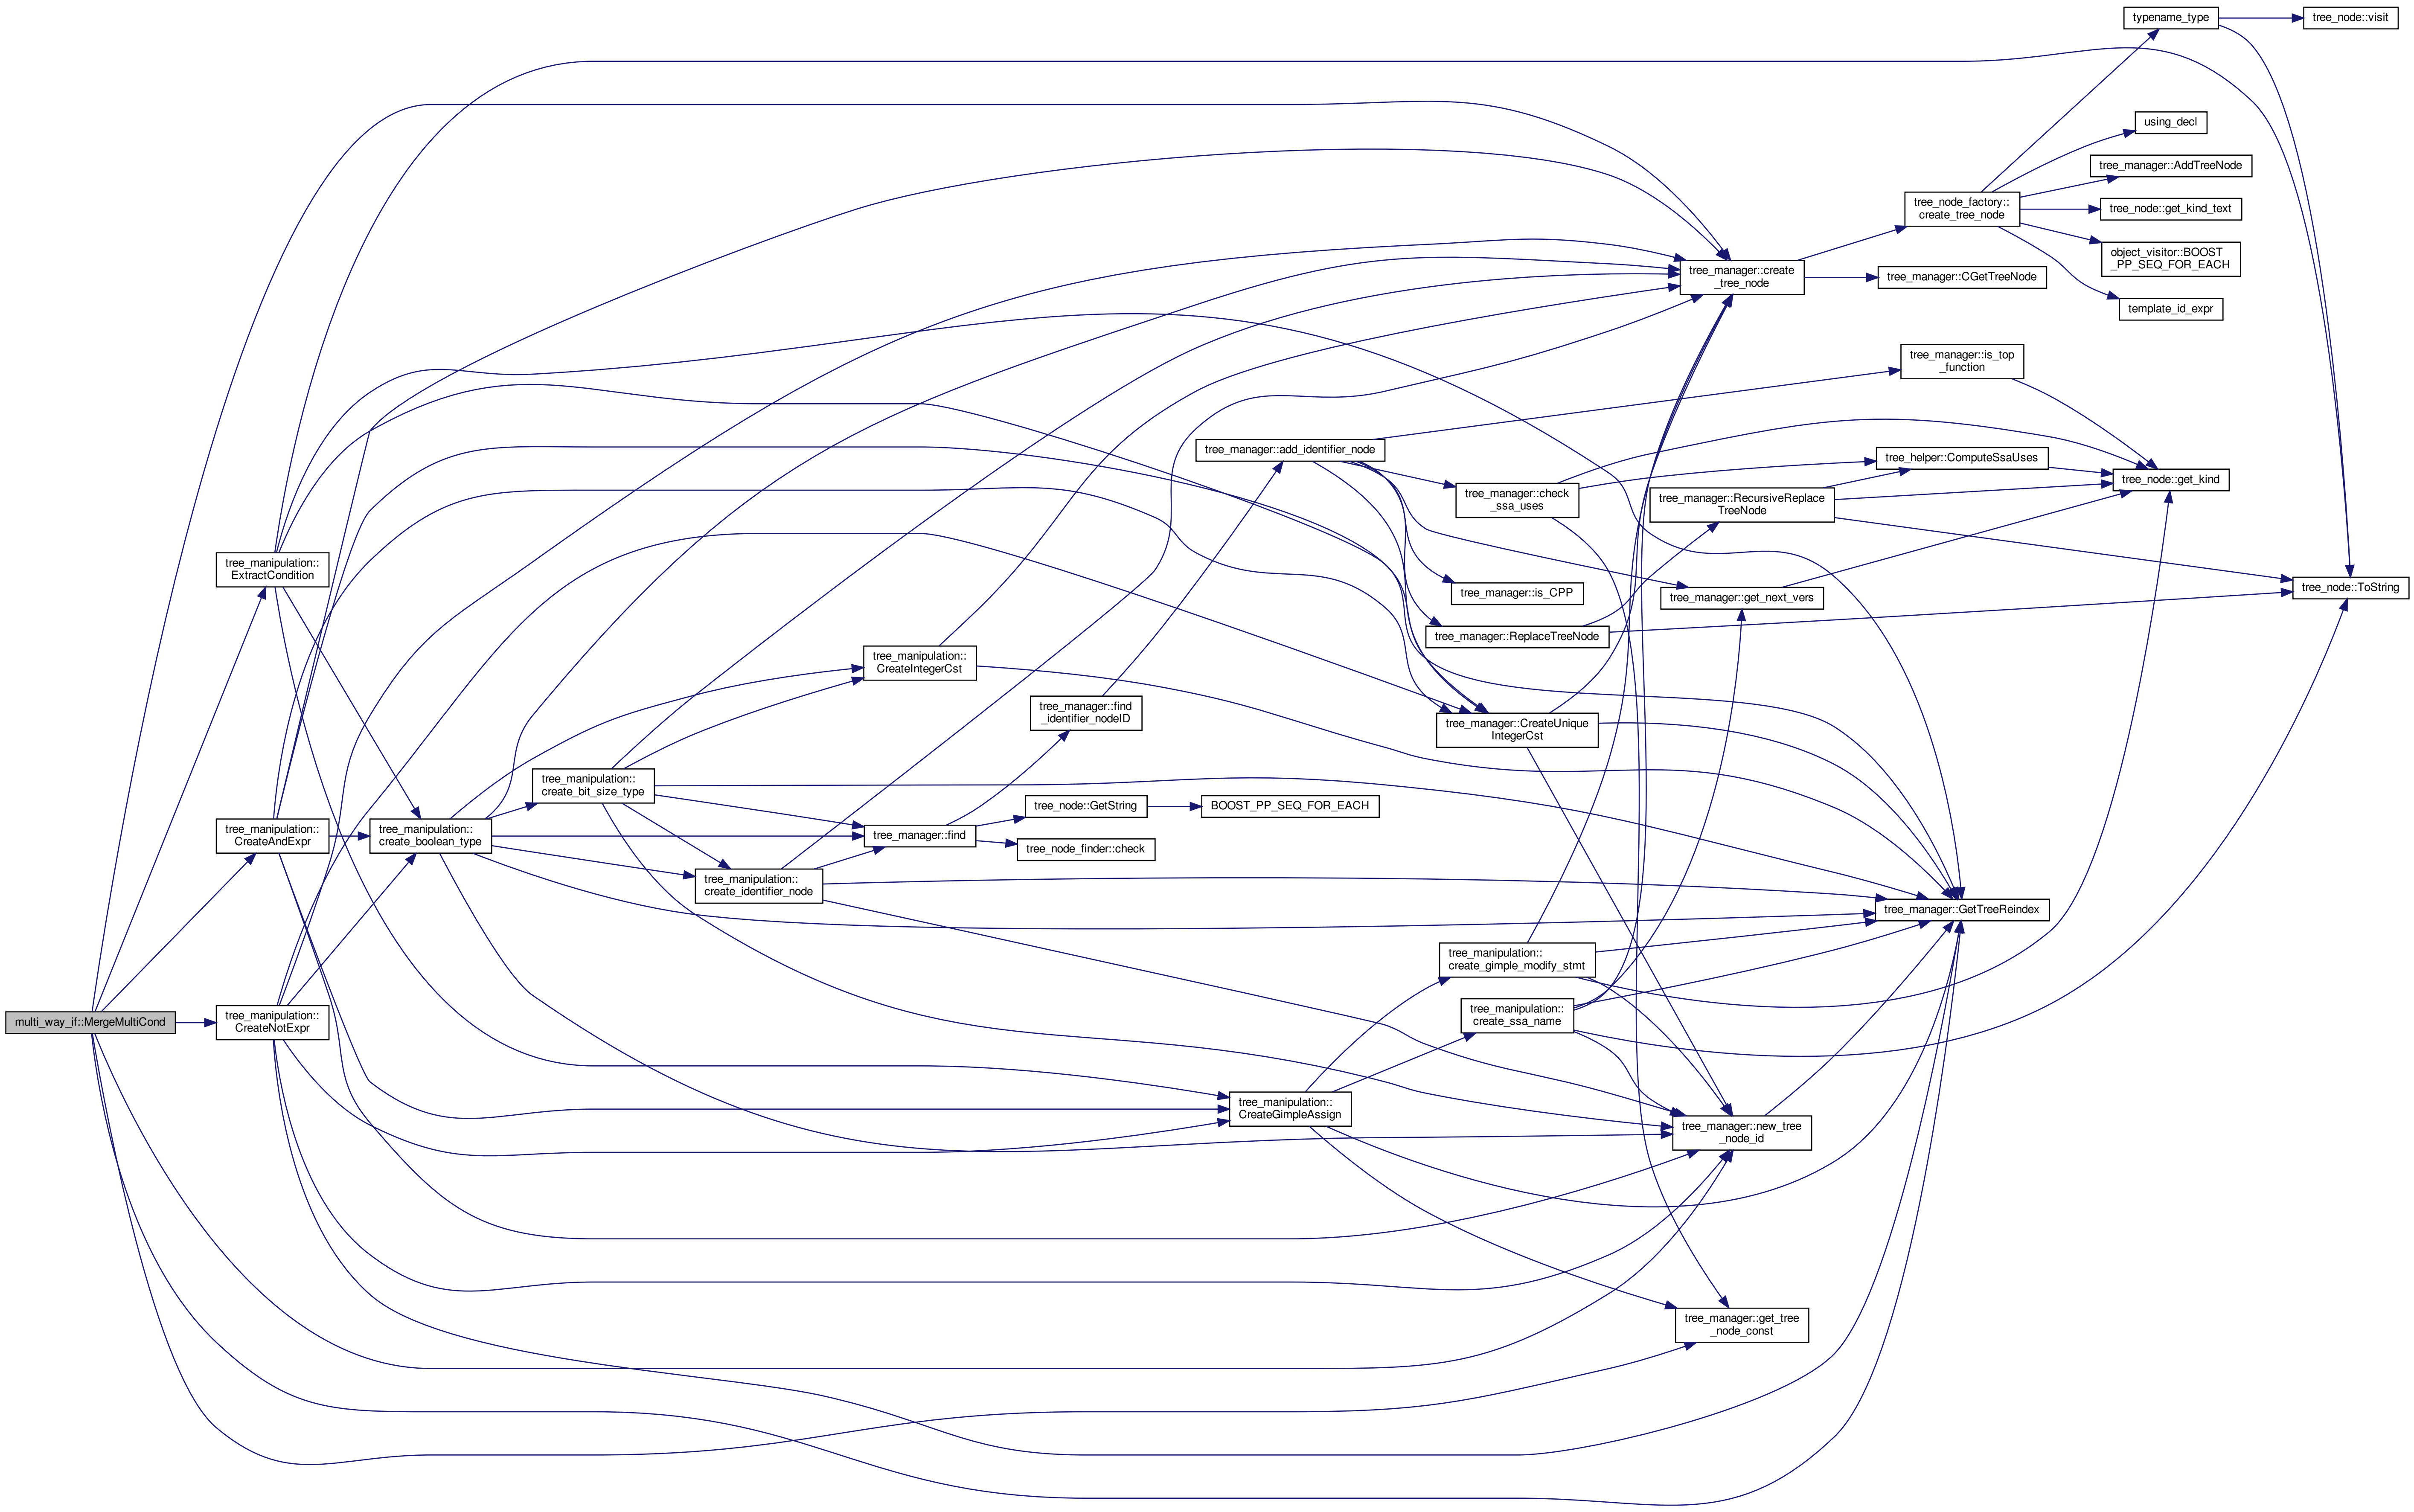 multi_way_if::MergeMultiCond
tree_manipulation::
ExtractCondition
tree_manipulation::
CreateAndExpr
tree_manipulation::
CreateNotExpr
tree_manipulation::
create_boolean_type
tree_manipulation::
create_bit_size_type
tree_manipulation::
create_identifier_node
tree_manipulation::
CreateIntegerCst
tree_manager::find
tree_manager::find
_identifier_nodeID
tree_node::GetString
tree_node_finder::check
tree_manager::add_identifier_node
BOOST_PP_SEQ_FOR_EACH
tree_manipulation::
CreateGimpleAssign
tree_manager::check
_ssa_uses
tree_manager::is_CPP
tree_manager::ReplaceTreeNode
tree_manager::CreateUnique
IntegerCst
tree_manipulation::
create_gimple_modify_stmt
tree_manipulation::
create_ssa_name
tree_manager::create
_tree_node
tree_manager::RecursiveReplace
TreeNode
tree_manager::get_next_vers
tree_manager::new_tree
_node_id
tree_manager::get_tree
_node_const
tree_node_factory::
create_tree_node
tree_manager::CGetTreeNode
tree_manager::is_top
_function
tree_helper::ComputeSsaUses
tree_manager::GetTreeReindex
typename_type
using_decl
tree_manager::AddTreeNode
tree_node::get_kind_text
object_visitor::BOOST
_PP_SEQ_FOR_EACH
template_id_expr
tree_node::get_kind
tree_node::visit
tree_node::ToString